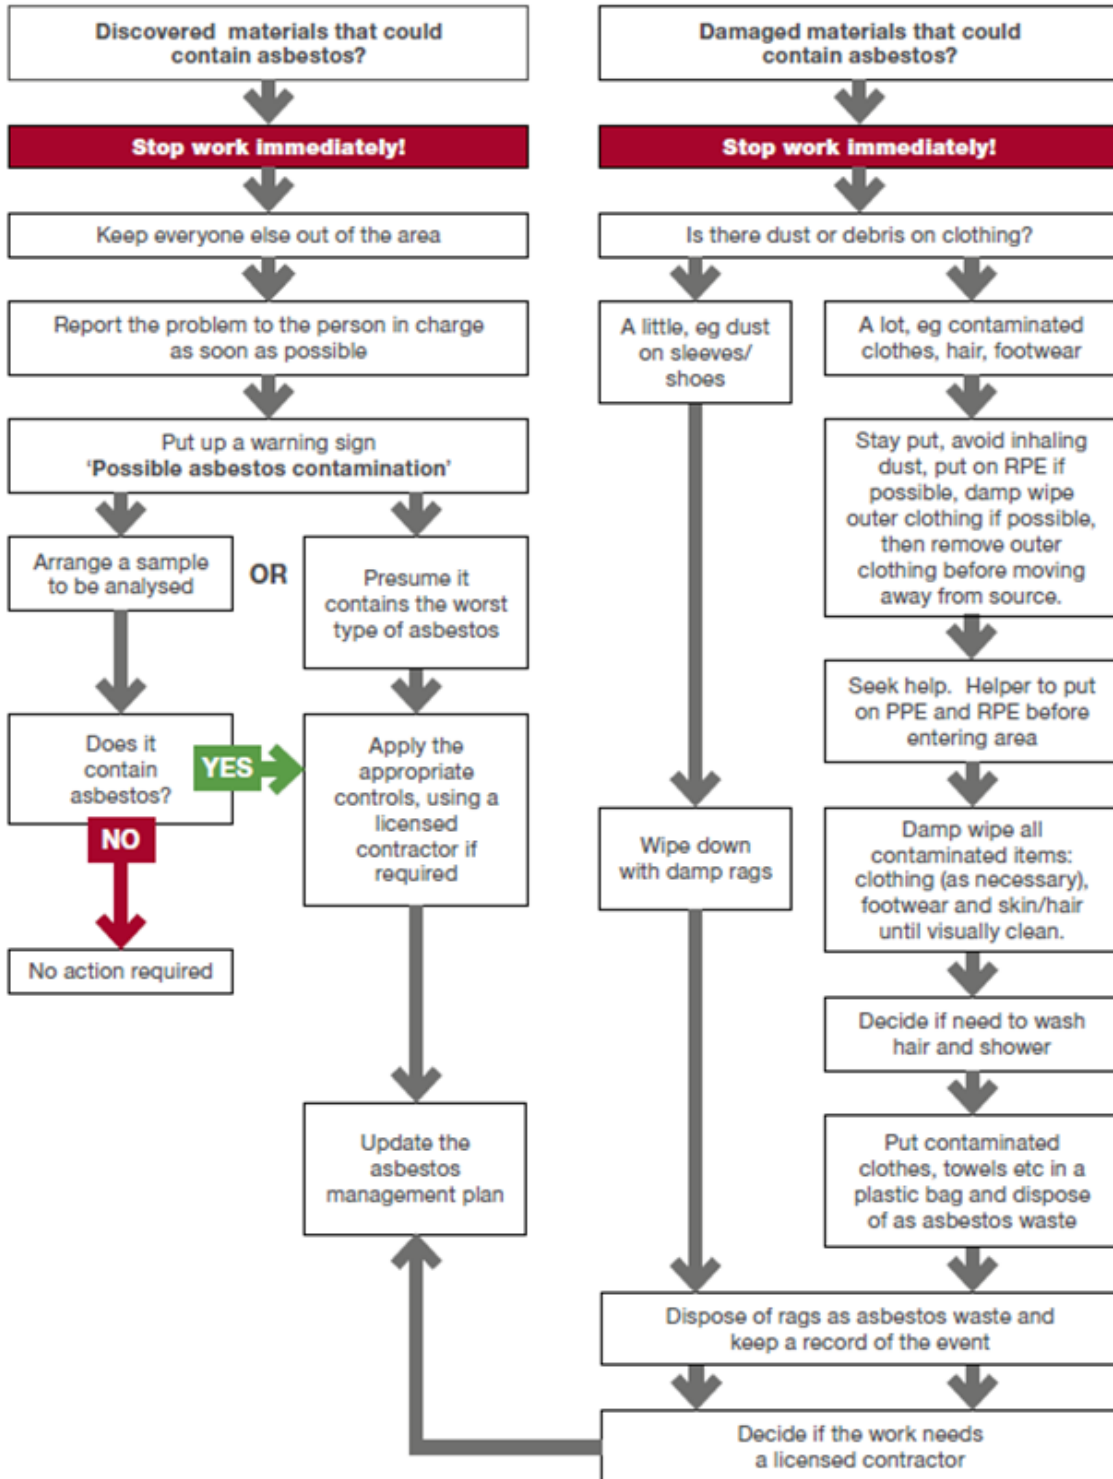 Discovered materials that could
contain asbestos?
Stop work immediately!
Keep everyone else out of the area
Report the problem to the person in charge
as soon as possible
Put up a warning sign
‘Possible asbestos contamination’
Arrange a sample
to be analysed
OR
Presume it
contains the worst
type of asbestos
Does it
contain
asbestos?
YES
NO
No action required
Apply the
appropriate
controls, using a
licensed
contractor if
required
Update the
asbestos
management plan
Damaged materials that could
contain asbestos?
Stop work immediately!
Is there dust or debris on clothing?
A little, eg dust
on sleeves/
shoes
Wipe down
with damp rags
A lot, eg contaminated
clothes, hair, footwear
Stay put, avoid inhaling
dust, put on RPE if
possible, damp wipe
outer clothing if possible,
then remove outer
clothing before moving
away from source.
Seek help.  Helper to put
on PPE and RPE before
entering area
Damp wipe all
contaminated items:
clothing (as necessary),
footwear and skin/hair
until visually clean.
Decide if need to wash
hair and shower
Put contaminated
clothes, towels etc in a
plastic bag and dispose
of as asbestos waste
Dispose of rags as asbestos waste and
keep a record of the event
Decide if the work needs
a licensed contractor